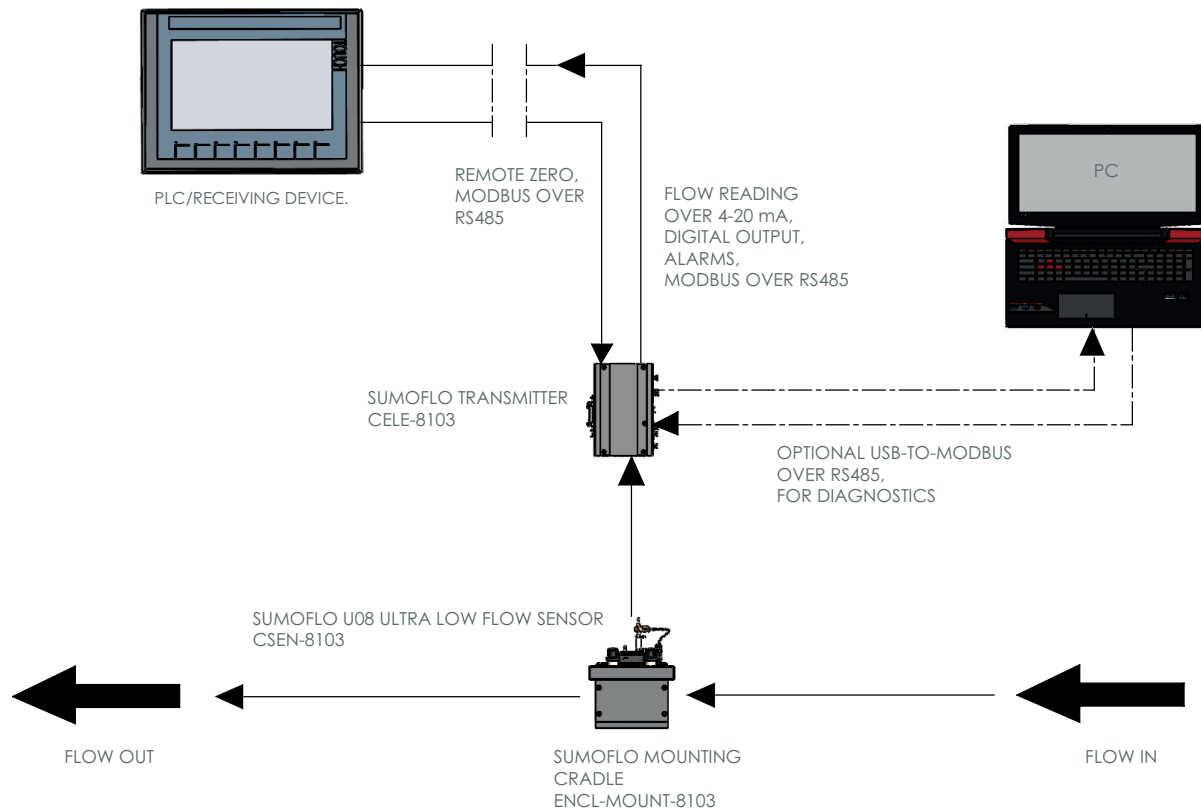 PLC/RECEIVING DEVICE.
REMOTE ZERO,
MODBUS OVER
RS485
FLOW READING
OVER 4-20 mA,
DIGITAL OUTPUT,
ALARMS,
MODBUS OVER RS485
PC
SUMOFLO TRANSMITTER
CELE-8103
OPTIONAL USB-TO-MODBUS
OVER RS485,
FOR DIAGNOSTICS
SUMOFLO U08 ULTRA LOW FLOW SENSOR
CSEN-8103
FLOW OUT
SUMOFLO MOUNTING
CRADLE
ENCL-MOUNT-8103
FLOW IN